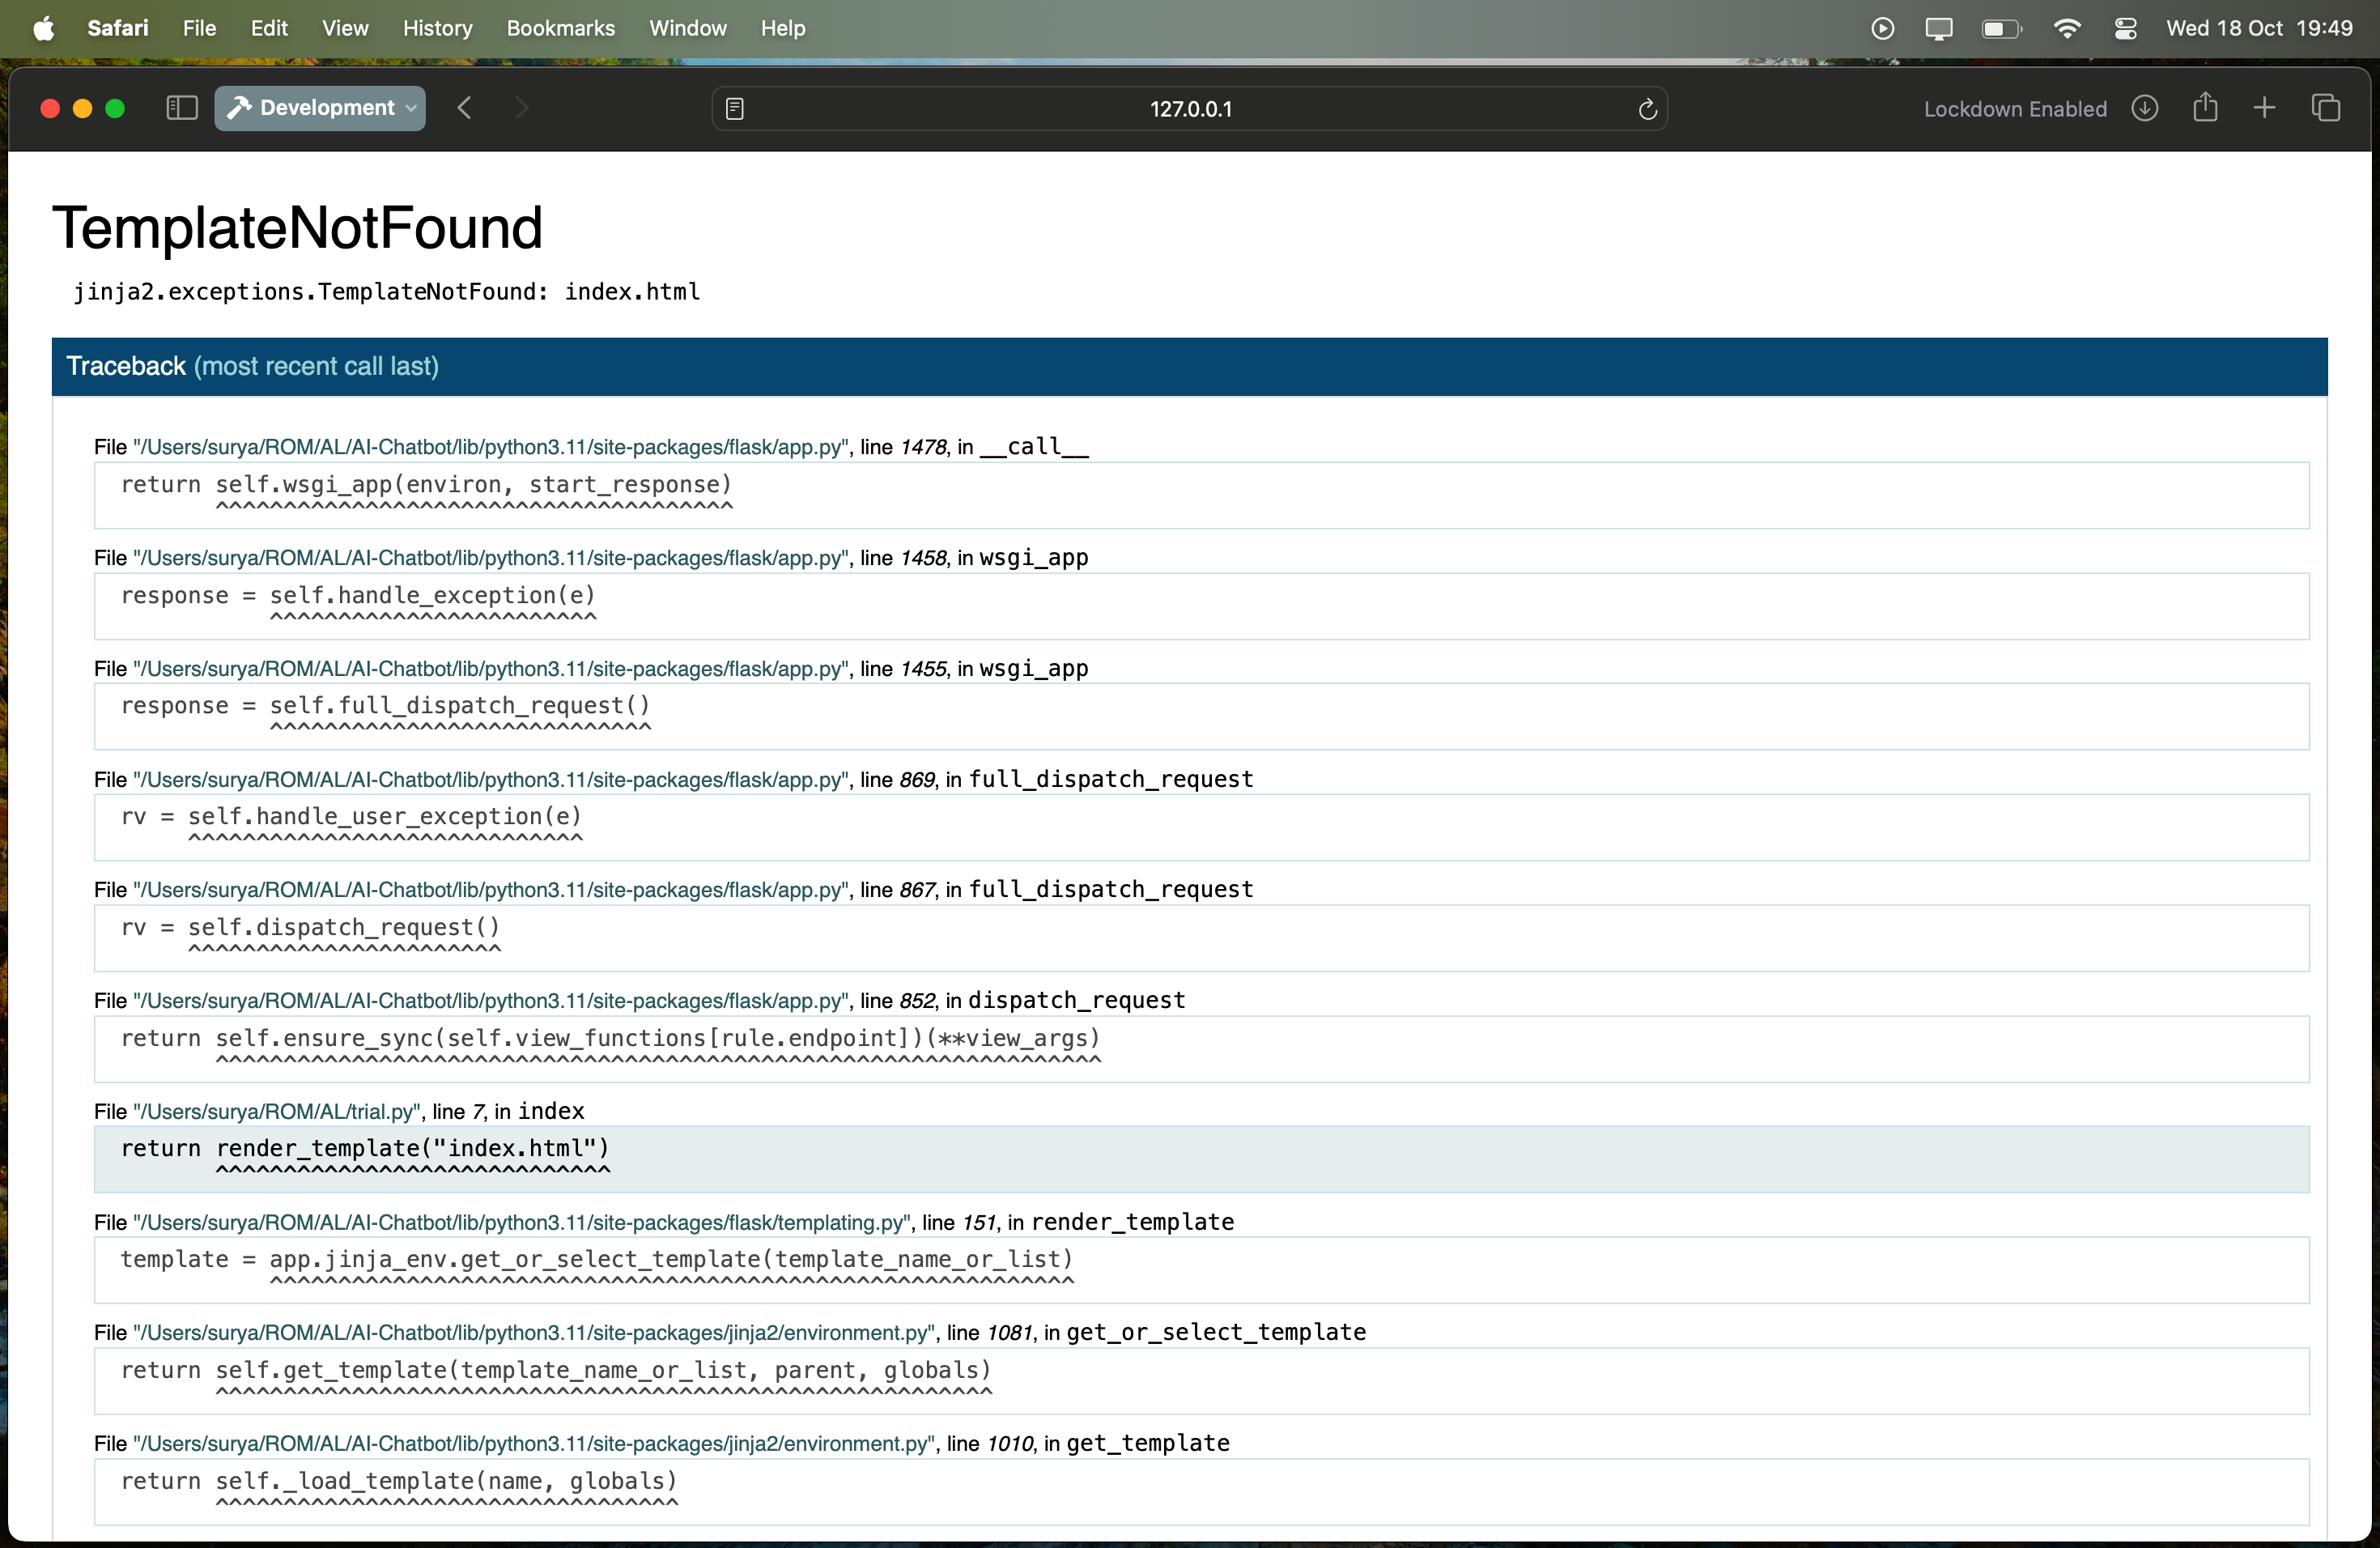 Safari File Edit View History Bookmarks Window Help Wed 18 Oct 19:49
Development 127.0.0.1 Lockdown Enabled
TemplateNotFound
jinja2.exceptions.TemplateNotFound: index.html
Traceback (most recent call last)
File "/Users/surya/ROM/AL/AI-Chatbot/lib/python3.11/site-packages/flask/app.py", line 1478, in __call__
return self.wsgi_app(environ, start_response)
^^^^^^^^^^^^^^^^^^^^^^^^^^^^^^^^^^^^^^
File "/Users/surya/ROM/AL/AI-Chatbot/lib/python3.11/site-packages/flask/app.py", line 1458, in wsgi_app
response = self.handle_exception(e)
^^^^^^^^^^^^^^^^^^^^^^^^
File "/Users/surya/ROM/AL/AI-Chatbot/lib/python3.11/site-packages/flask/app.py", line 1455, in wsgi_app
response = self.full_dispatch_request()
^^^^^^^^^^^^^^^^^^^^^^^^^^^^
File "/Users/surya/ROM/AL/AI-Chatbot/lib/python3.11/site-packages/flask/app.py", line 869, in full_dispatch_request
rv = self.handle_user_exception(e)
^^^^^^^^^^^^^^^^^^^^^^^^^^^^^
File "/Users/surya/ROM/AL/AI-Chatbot/lib/python3.11/site-packages/flask/app.py", line 867, in full_dispatch_request
rv = self.dispatch_request()
^^^^^^^^^^^^^^^^^^^^^^^
File "/Users/surya/ROM/AL/AI-Chatbot/lib/python3.11/site-packages/flask/app.py", line 852, in dispatch_request
return self.ensure_sync(self.view_functions[rule.endpoint])(**view_args)
^^^^^^^^^^^^^^^^^^^^^^^^^^^^^^^^^^^^^^^^^^^^^^^^^^^^^^^^^^^^^^^^^
File "/Users/surya/ROM/AL/trial.py", line 7, in index
return render_template("index.html")
^^^^^^^^^^^^^^^^^^^^^^^^^^^^^
File "/Users/surya/ROM/AL/AI-Chatbot/lib/python3.11/site-packages/flask/templating.py", line 151, in render_template
template = app.jinja_env.get_or_select_template(template_name_or_list)
^^^^^^^^^^^^^^^^^^^^^^^^^^^^^^^^^^^^^^^^^^^^^^^^^^^^^^^^^^^
File "/Users/surya/ROM/AL/AI-Chatbot/lib/python3.11/site-packages/jinja2/environment.py", line 1081, in get_or_select_template
return self.get_template(template_name_or_list, parent, globals)
^^^^^^^^^^^^^^^^^^^^^^^^^^^^^^^^^^^^^^^^^^^^^^^^^^^^^^^^^
File "/Users/surya/ROM/AL/AI-Chatbot/lib/python3.11/site-packages/jinja2/environment.py", line 1010, in get_template
return self._load_template(name, globals)
^^^^^^^^^^^^^^^^^^^^^^^^^^^^^^^^^^